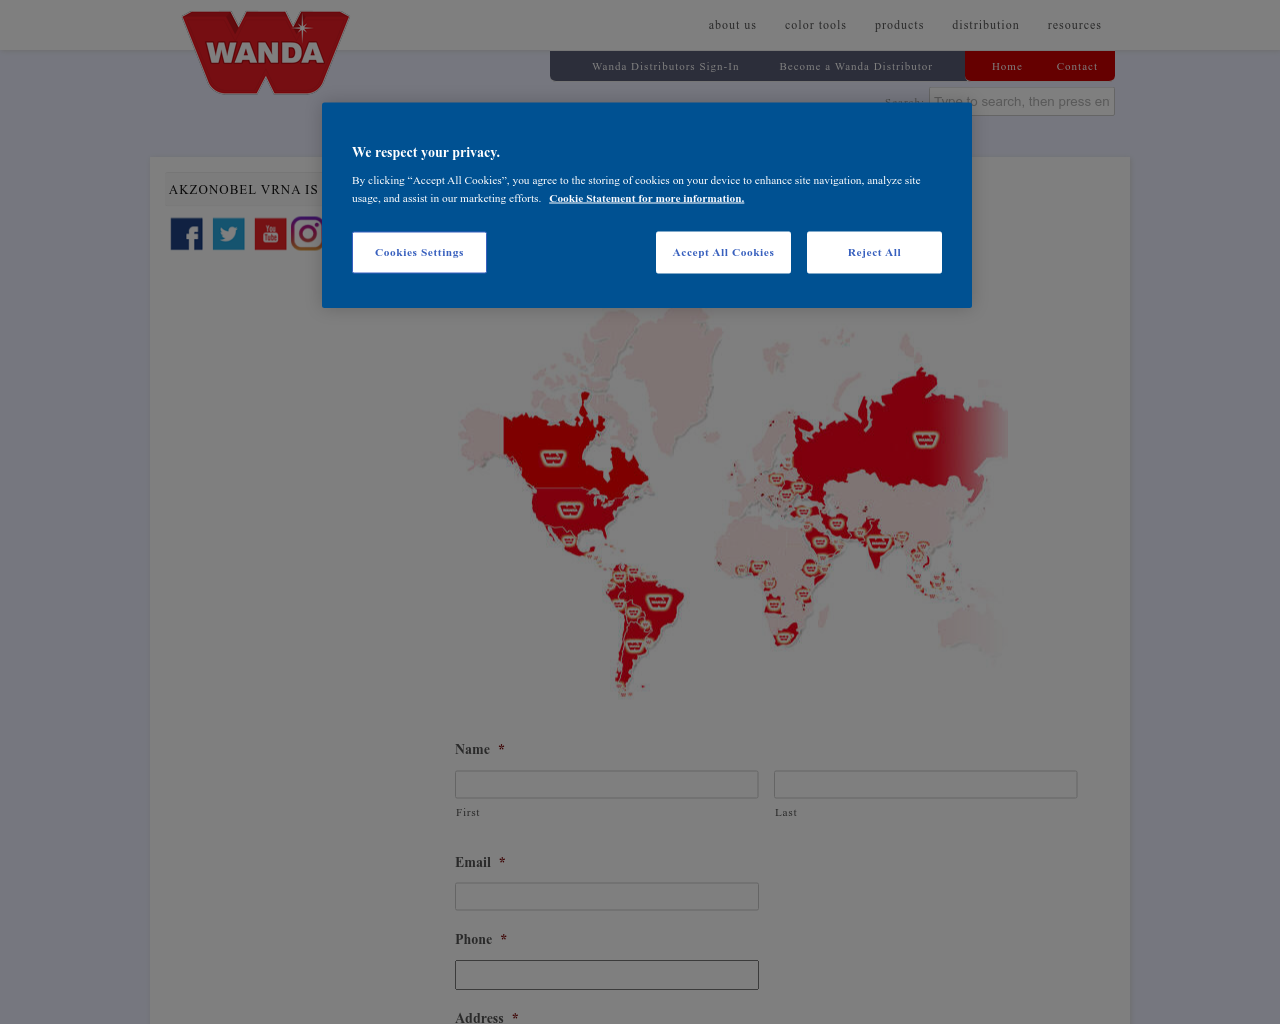 WANDA
about us color tools products distribution resources
Wanda Distributors Sign-In Become a Wanda Distributor Home Contact
Search: Type to search, then press en
We respect your privacy.
By clicking “Accept All Cookies”, you agree to the storing of cookies on your device to enhance site navigation, analyze site
usage, and assist in our marketing efforts. Cookie Statement for more information.
Cookies Settings Accept All Cookies Reject All
AKZONOBEL VRNA IS
You
Tube
Name *
First Last
Email *
Phone *
Address *